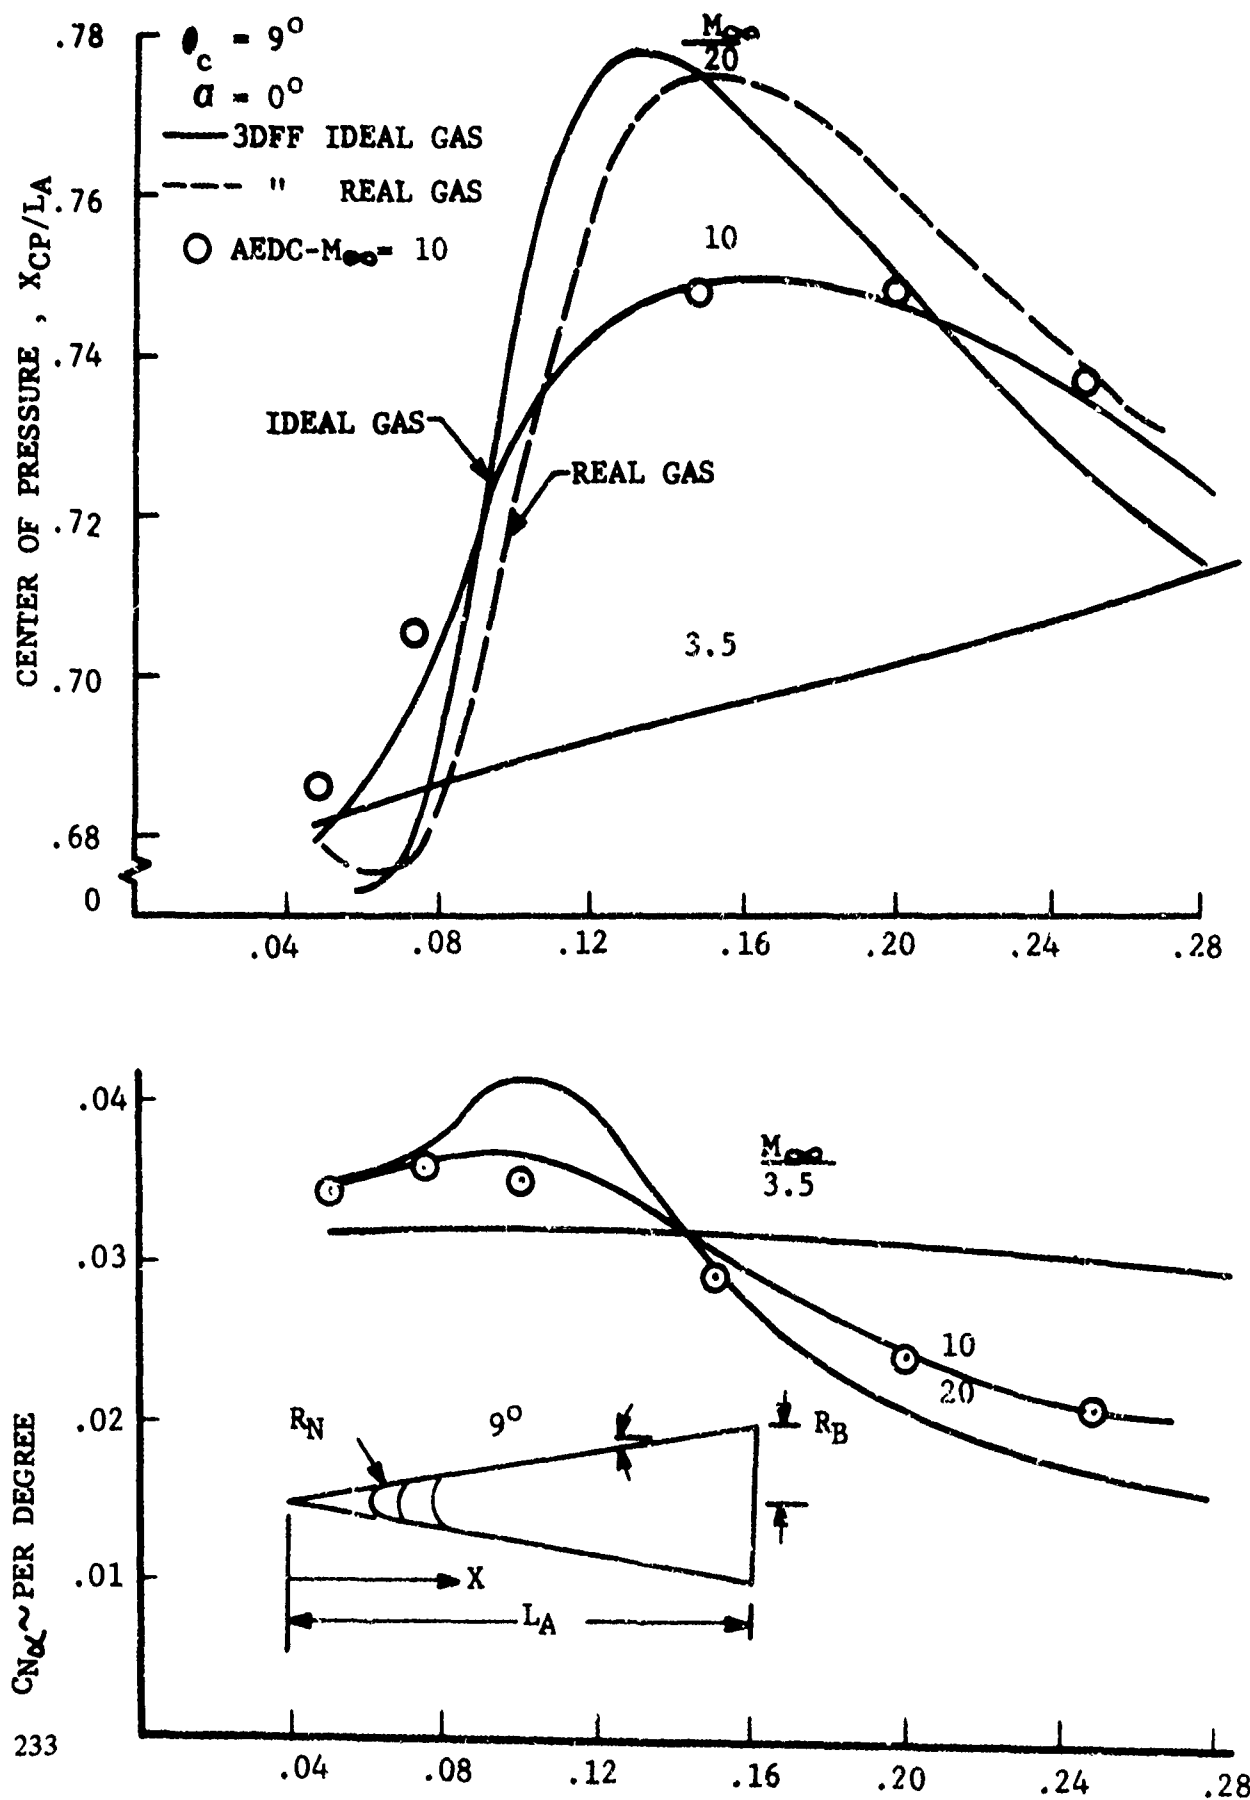 θc = 9°
α = 0°
3DFF IDEAL GAS
" REAL GAS
AEDC-M∞= 10
CENTER OF PRESSURE , XCP/LA
.78
.76
.74
.72
.70
.68
0
M∞
20
10
IDEAL GAS
REAL GAS
3.5
.04 .08 .12 .16 .20 .24 .28
CNα~PER DEGREE
.04
.03
.02
.01
M∞
3.5
10
20
RN
9°
RB
X
LA
.04 .08 .12 .16 .20 .24 .28
233